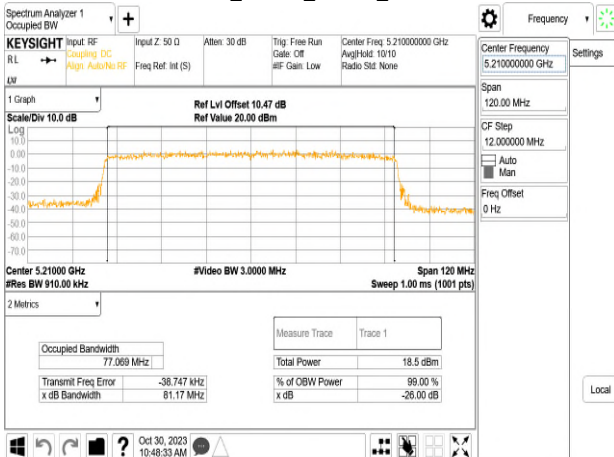 Spectrum Analyzer 1
Occupied BW
Frequency
KEYSIGHT
Input: RF
Input Z: 50 Ω
Atten: 30 dB
Trig: Free Run
Center Freq: 5.210000000 GHz
RL
Coupling: DC
Gate: Off
Avg|Hold: 10/10
Align: Auto/No RF
Freq Ref: Int (S)
#IF Gain: Low
Radio Std: None
Center Frequency
5.210000000 GHz
Settings
Span
120.00 MHz
CF Step
12.000000 MHz
Auto
Man
Freq Offset
0 Hz
Local
1 Graph
Ref Lvl Offset 10.47 dB
Scale/Div 10.0 dB
Ref Value 20.00 dBm
Log
10.0
0.00
-10.0
-20.0
-30.0
-40.0
-50.0
-60.0
-70.0
Center 5.21000 GHz
#Video BW 3.0000 MHz
Span 120 MHz
#Res BW 910.00 kHz
Sweep 1.00 ms (1001 pts)
2 Metrics
Measure Trace
Trace 1
Occupied Bandwidth
77.069 MHz
Total Power
18.5 dBm
Transmit Freq Error
-38.747 kHz
% of OBW Power
99.00 %
x dB Bandwidth
81.17 MHz
x dB
-26.00 dB
Oct 30, 2023
10:48:33 AM